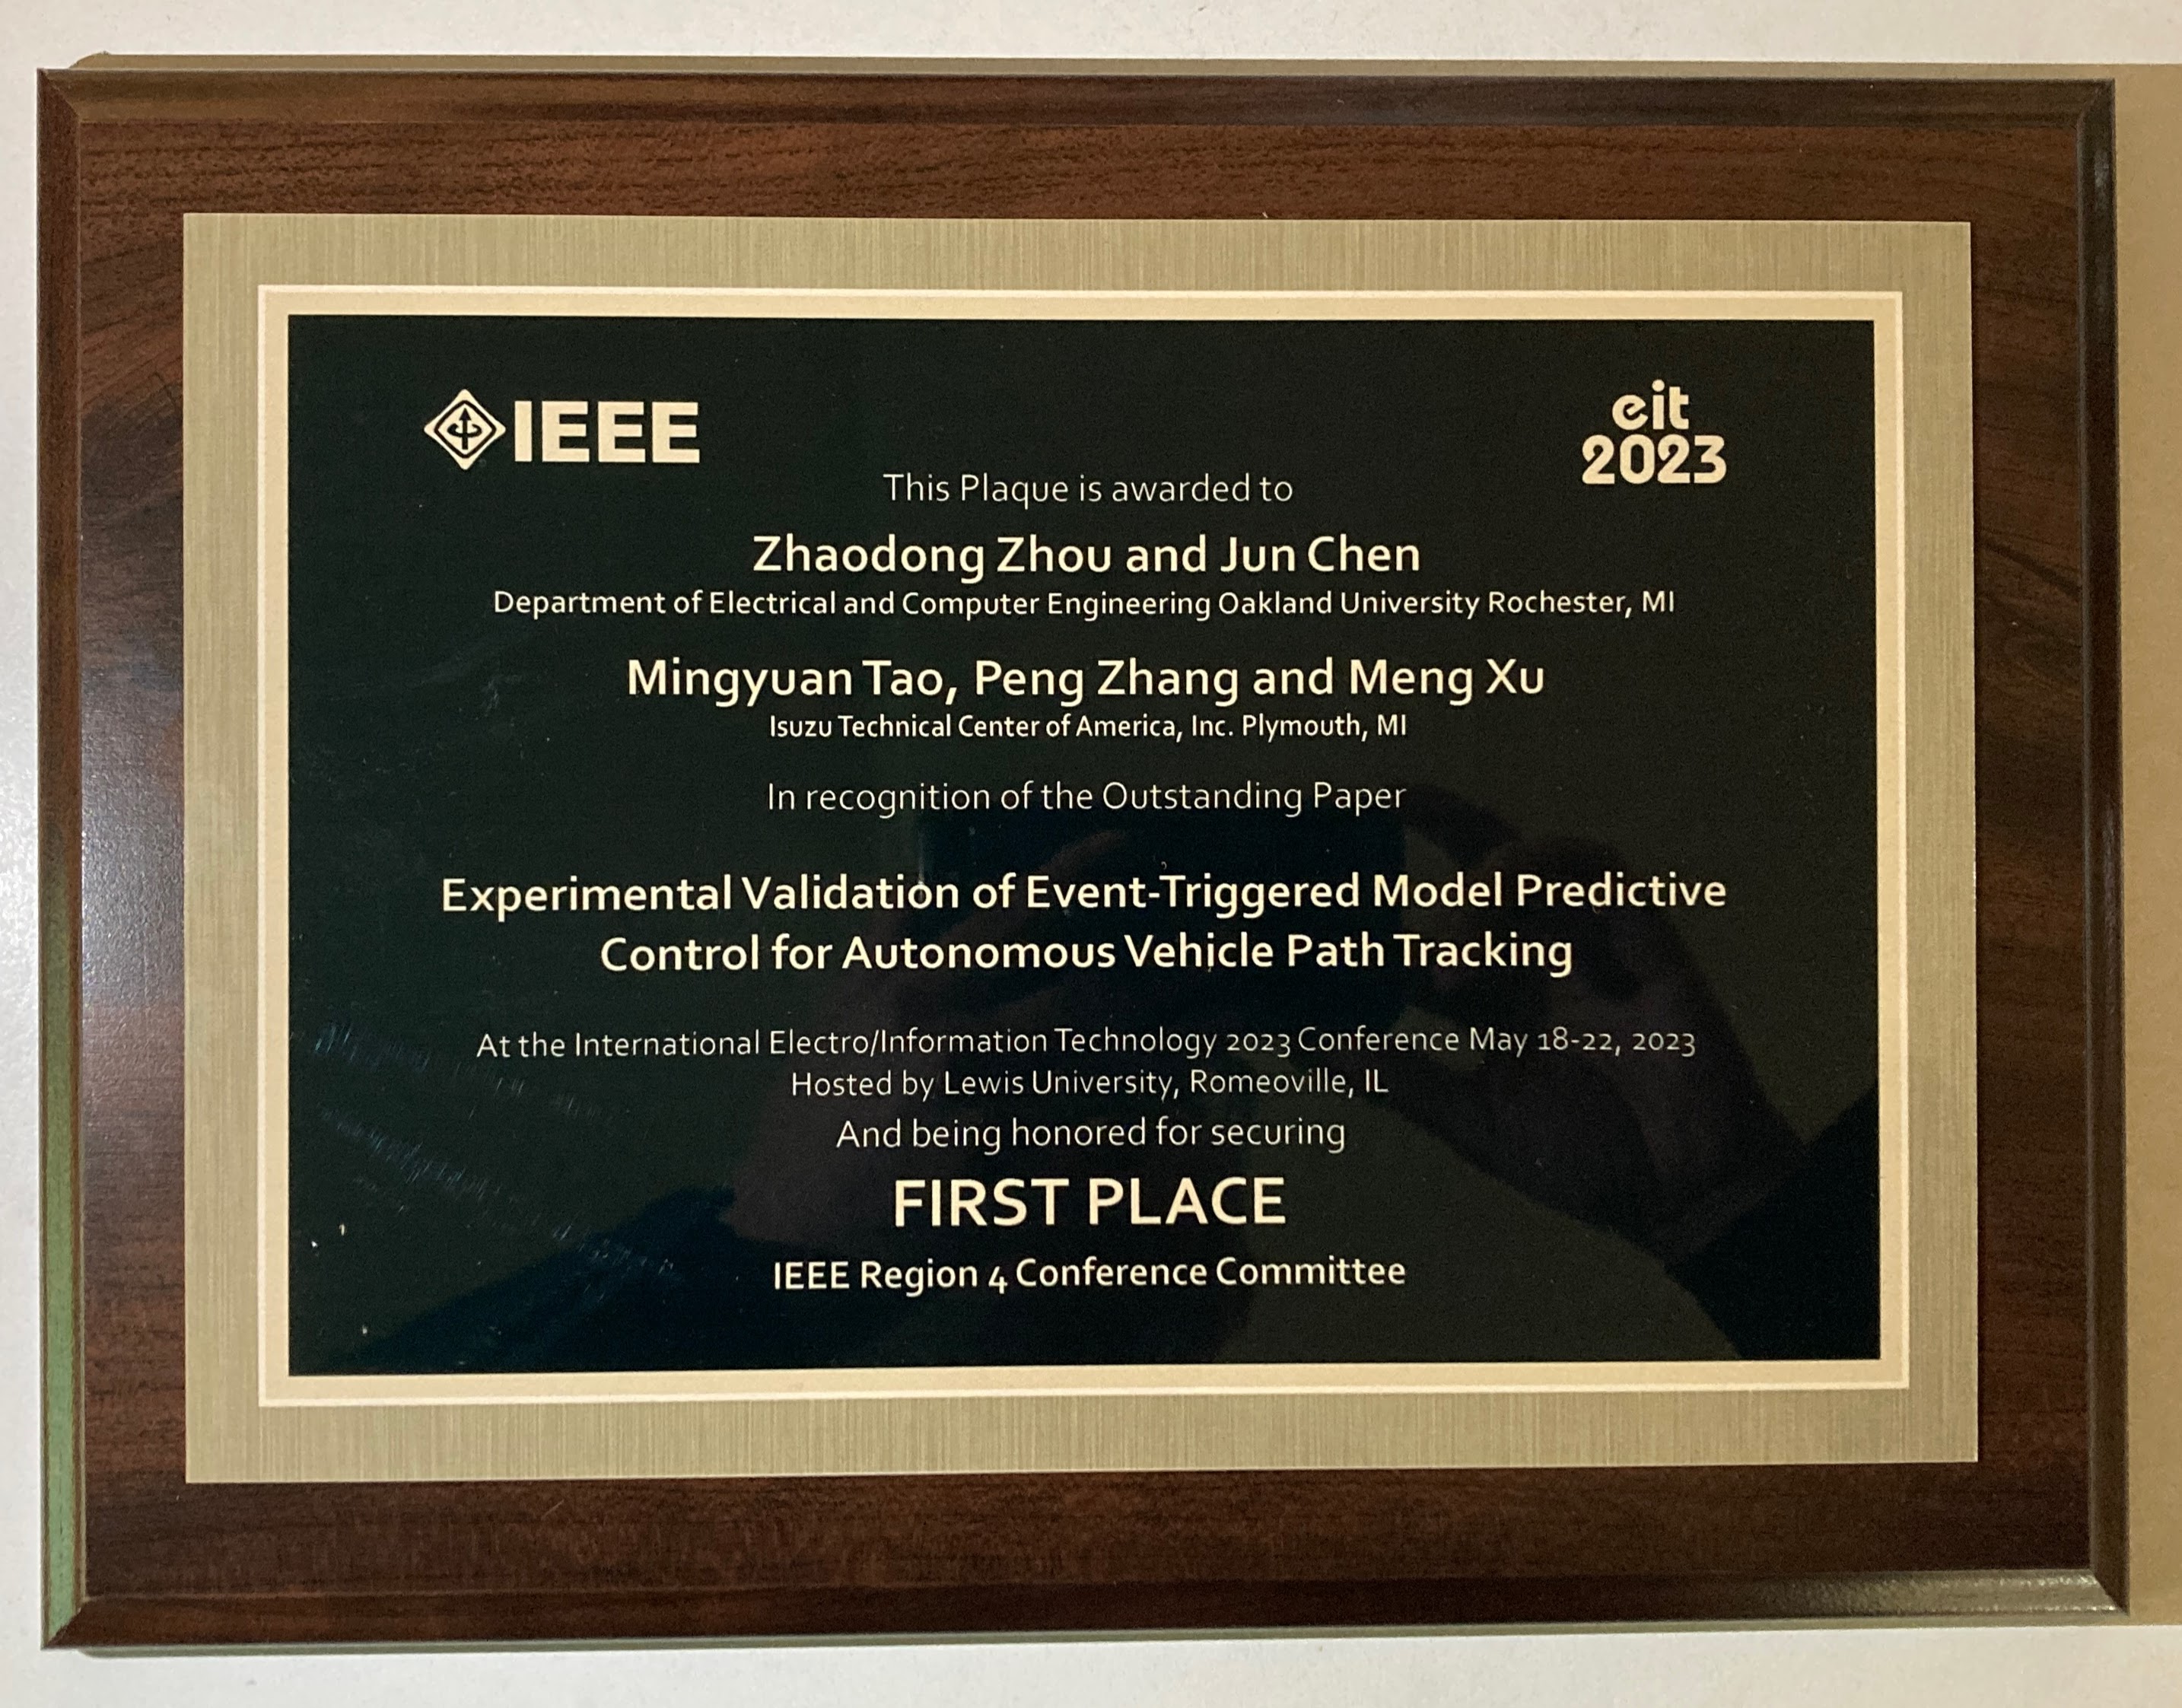 IEEE
eit
2023
This Plaque is awarded to
Zhaodong Zhou and Jun Chen
Department of Electrical and Computer Engineering Oakland University Rochester, MI
Mingyuan Tao, Peng Zhang and Meng Xu
Isuzu Technical Center of America, Inc. Plymouth, MI
In recognition of the Outstanding Paper
Experimental Validation of Event-Triggered Model Predictive
Control for Autonomous Vehicle Path Tracking
At the International Electro/Information Technology 2023 Conference May 18-22, 2023
Hosted by Lewis University, Romeoville, IL
And being honored for securing
FIRST PLACE
IEEE Region 4 Conference Committee